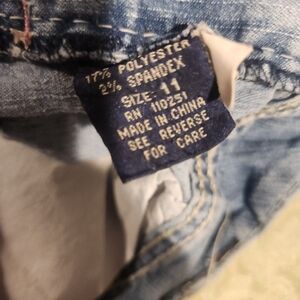 17% POLYESTER
2% SPANDEX
SIZE: 11
RN 110251
MADE IN CHINA
SEE REVERSE
FOR CARE